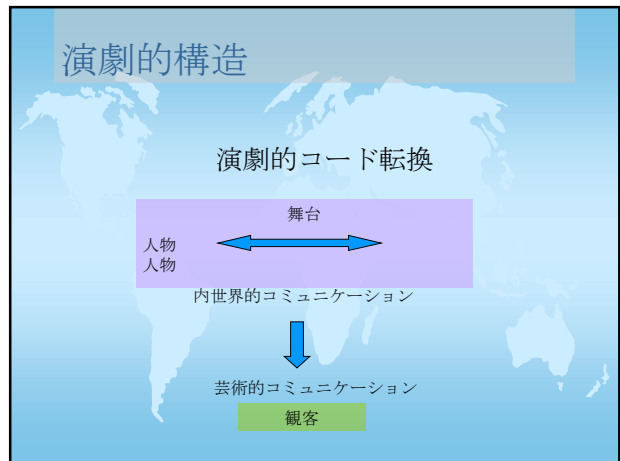 演劇的構造
演劇的コード転換
舞台
人物
人物
内世界的コミュニケーション
芸術的コミュニケーション
観客